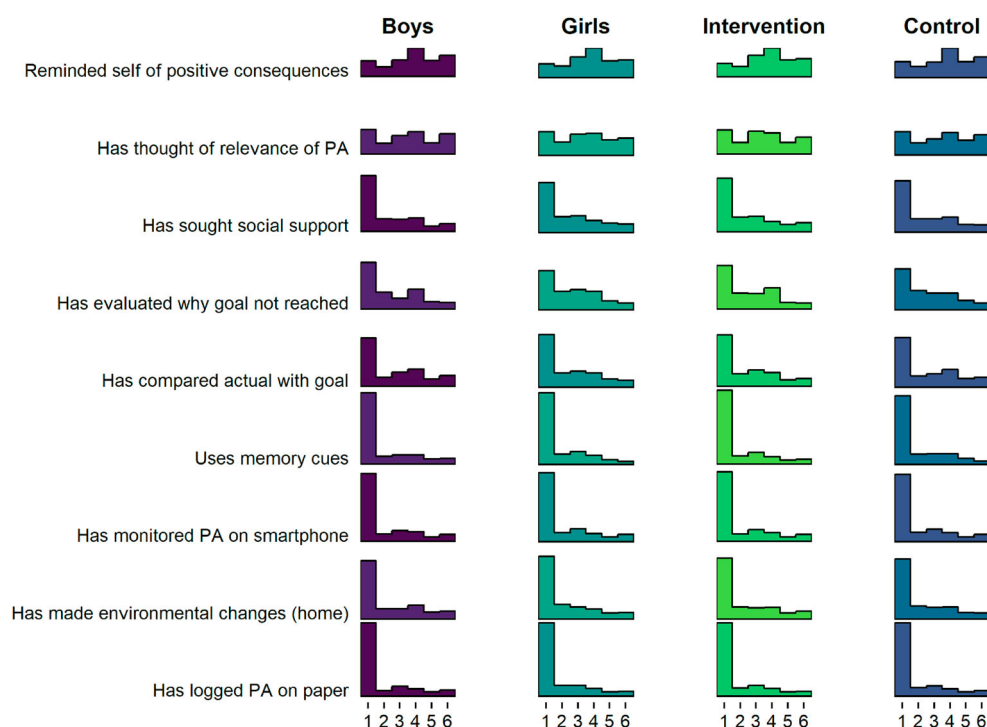 Boys Girls Intervention Control
Reminded self of positive consequences
Has thought of relevance of PA
Has sought social support
Has evaluated why goal not reached
Has compared actual with goal
Uses memory cues
Has monitored PA on smartphone
Has made environmental changes (home)
Has logged PA on paper
1 2 3 4 5 6 1 2 3 4 5 6 1 2 3 4 5 6 1 2 3 4 5 6